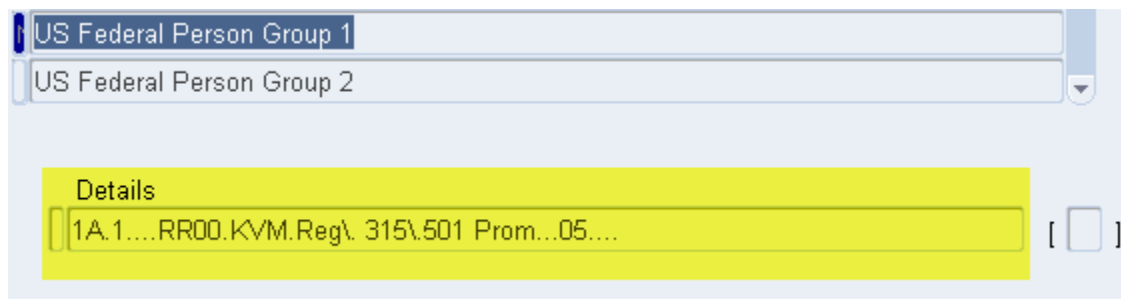 US Federal Person Group 1
US Federal Person Group 2
Details
1A.1....RR00.KVM.Reg\. 315\.501 Prom...05....
[ ]